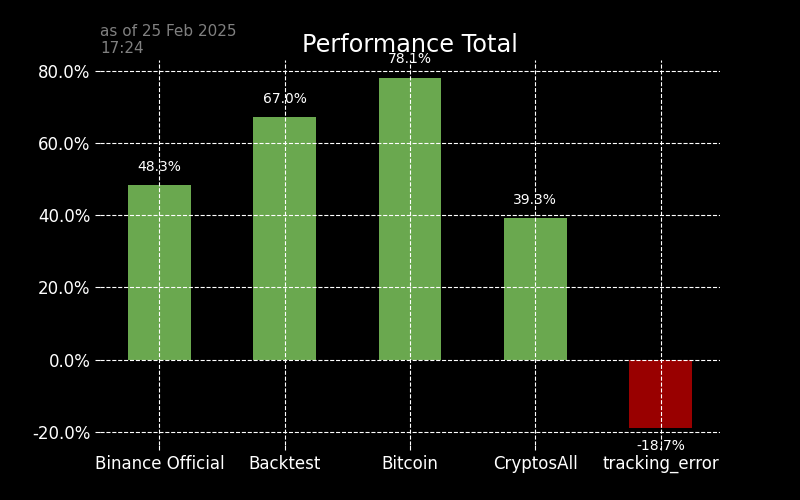 as of 25 Feb 2025
17:24
Performance Total
80.0%
60.0%
40.0%
20.0%
0.0%
-20.0%
48.3%
67.0%
78.1%
39.3%
-18.7%
Binance Official
Backtest
Bitcoin
CryptosAll
tracking_error